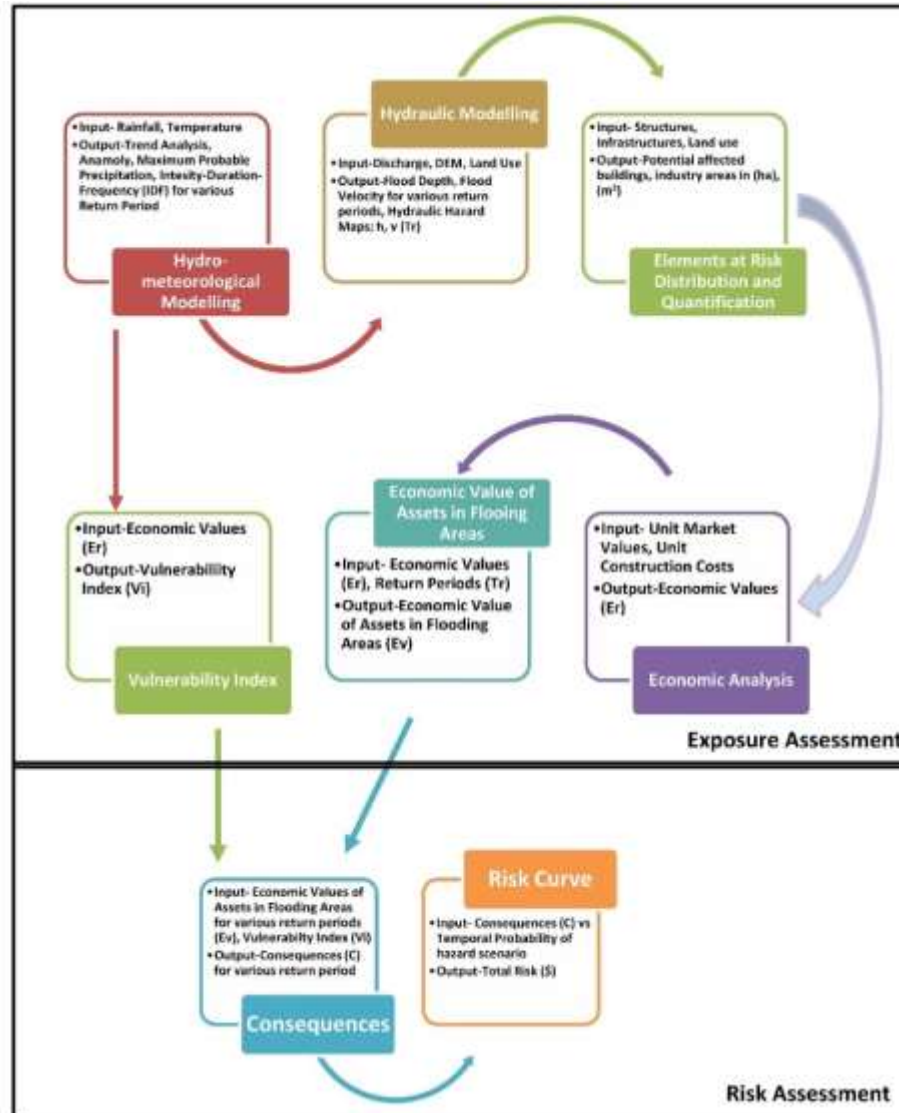 •Input- Rainfall, Temperature
•Output-Trend Analysis,
Anamoly, Maximum Probable
Precipitation, Intesity-Duration-
Frequency (IDF) for various
Return Period
Hydro-
meteorological
Modelling
Hydraulic Modelling
•Input-Discharge, DEM, Land Use
•Output-Flood Depth, Flood
Velocity for various return
periods, Hydraulic Hazard
Maps: h, v (Tr)
•Input- Structures,
Infrastructures, Land use
•Output-Potential affected
buildings, industry areas in (ha),
(m²)
Elements at Risk
Distribution and
Quantification
•Input-Economic Values
(Er)
•Output-Vulnerabiliity
Index (Vi)
Vulnerability Index
Economic Value of
Assets in Flooing
Areas
•Input- Economic Values
(Er), Return Periods (Tr)
•Output-Economic Value
of Assets in Flooding
Areas (Ev)
•Input- Unit Market
Values, Unit
Construction Costs
•Output-Economic Values
(Er)
Economic Analysis
Exposure Assessment
•Input- Economic Values of
Assets in Flooding Areas
for various return periods
(Ev), Vulnerabilty Index (Vi)
•Output-Consequences (C)
for various return period
Consequences
Risk Curve
•Input- Consequences (C) vs
Temporal Probability of
hazard scenario
•Output-Total Risk ($)
Risk Assessment